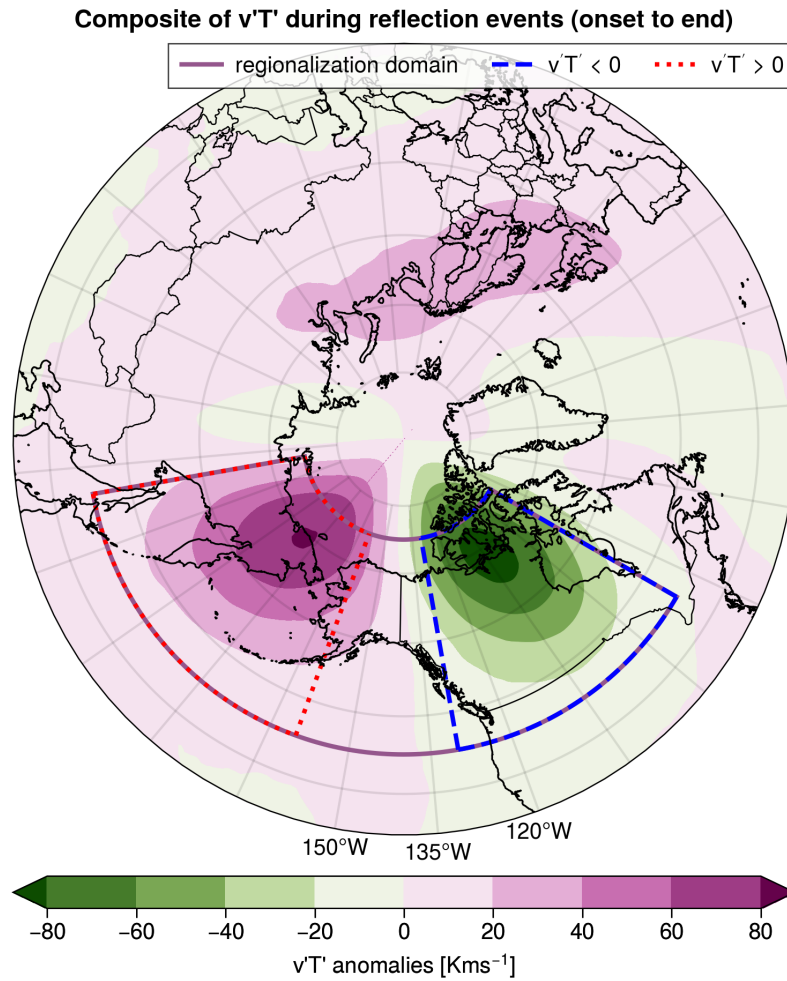 Composite of v'T' during reflection events (onset to end)
regionalization domain
v'T' < 0
v'T' > 0
150°W
135°W
120°W
−80 −60 −40 −20 0 20 40 60 80
v'T' anomalies [Kms⁻¹]